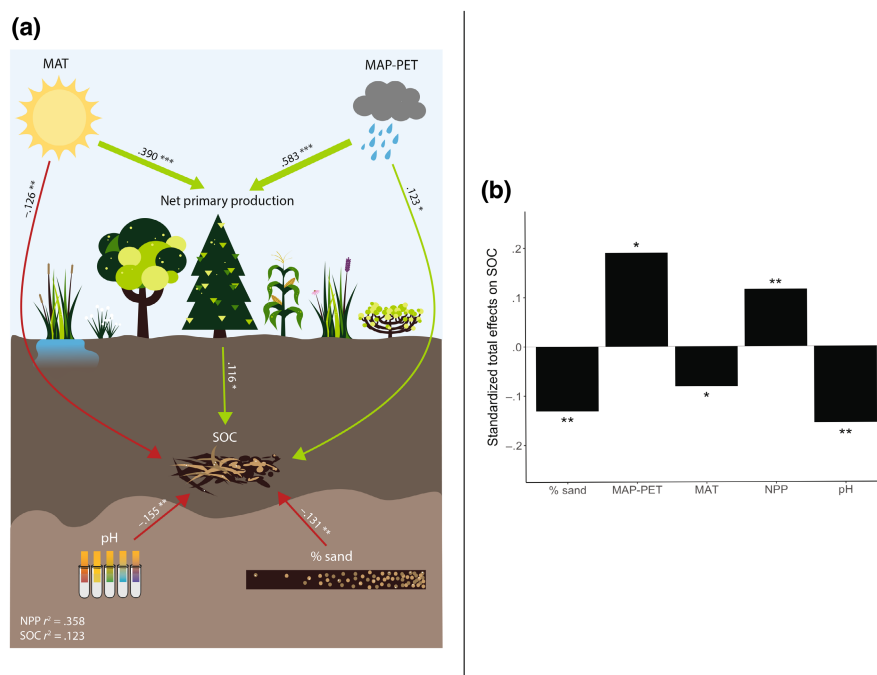 (a)
MAT
MAP-PET
.390 ***
.583 ***
–.126 **
.123 *
Net primary production
.116 *
SOC
–.155 **
–.131 **
pH
% sand
NPP r² = .358
SOC r² = .123
(b)
Standardized total effects on SOC
.2
.1
.0
–.1
–.2
*
**
**
*
**
% sand
MAP-PET
MAT
NPP
pH